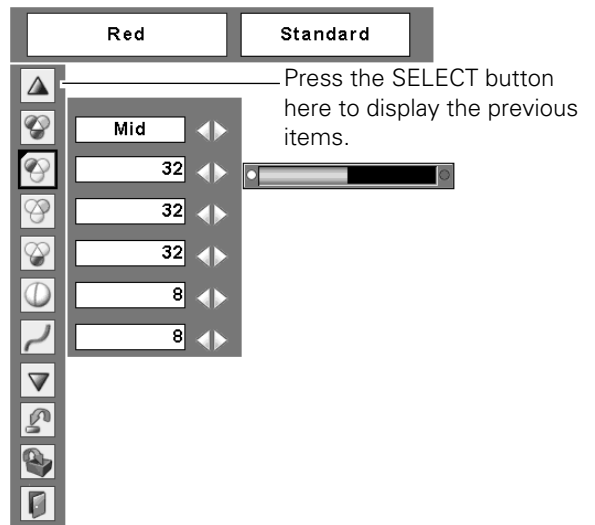 Red Standard
Press the SELECT button
here to display the previous
items.
Mid
32
32
32
8
8